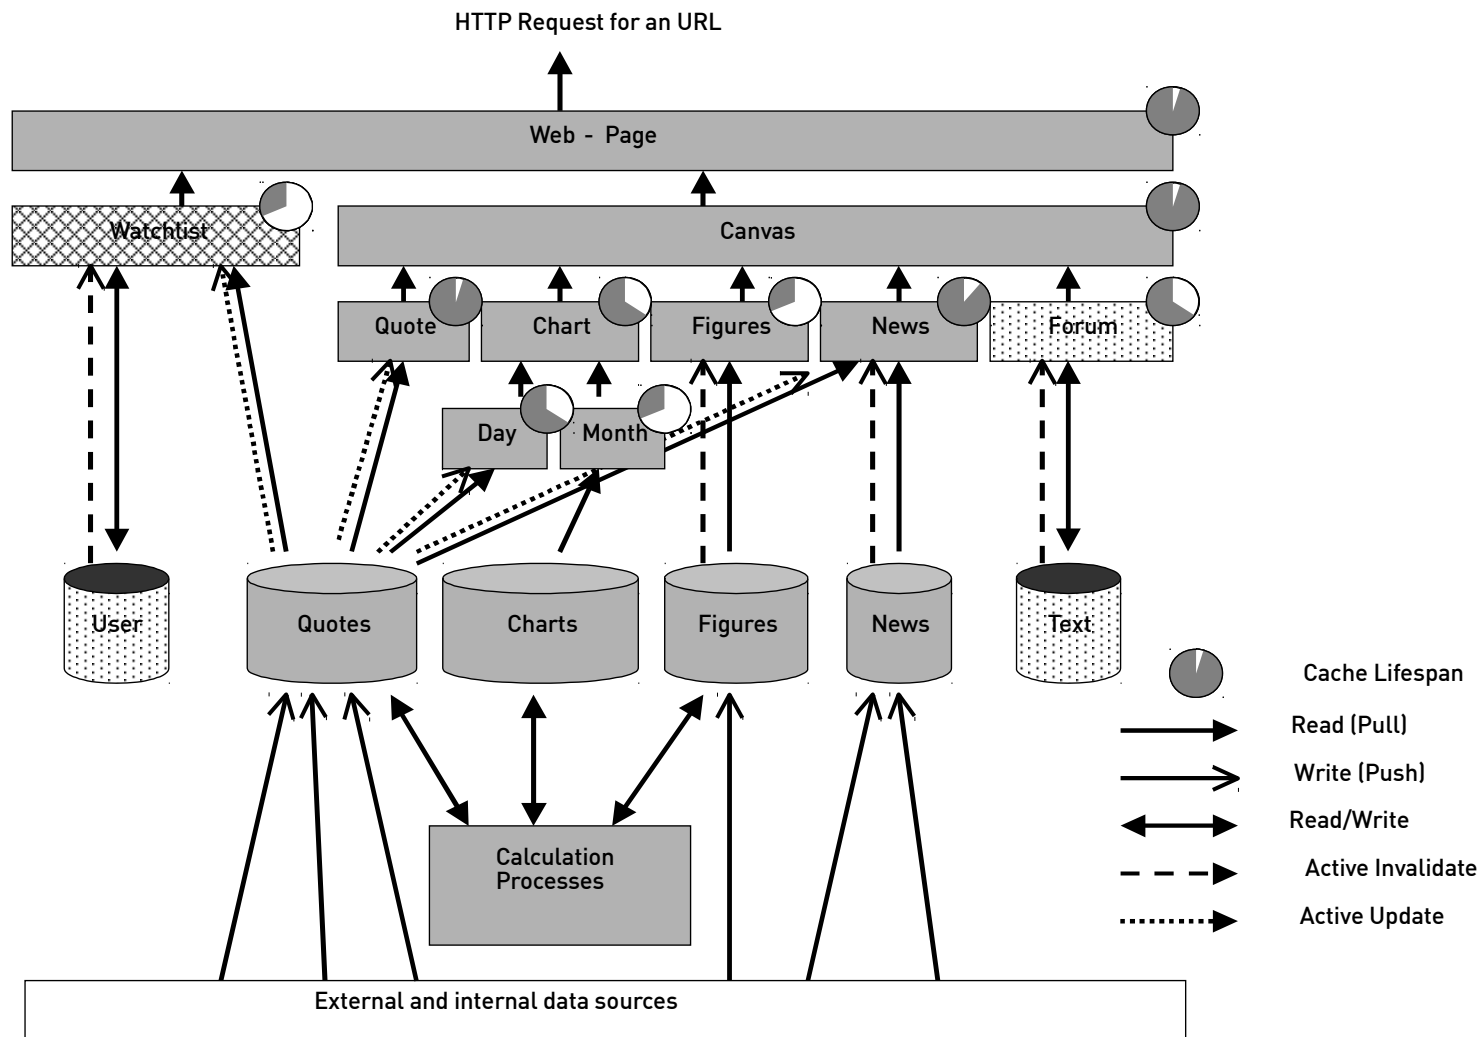 HTTP Request for an URL
Web - Page
Watchlist
Canvas
Quote
Chart
Figures
News
Forum
Day
Month
User
Quotes
Charts
Figures
News
Text
Cache Lifespan
Read (Pull)
Write (Push)
Read/Write
Active Invalidate
Active Update
Calculation
Processes
External and internal data sources